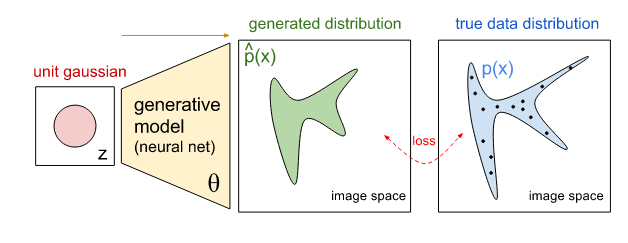 generated distribution
true data distribution
unit gaussian
p̂(x)
p(x)
generative
model
(neural net)
z
θ
loss
image space
image space